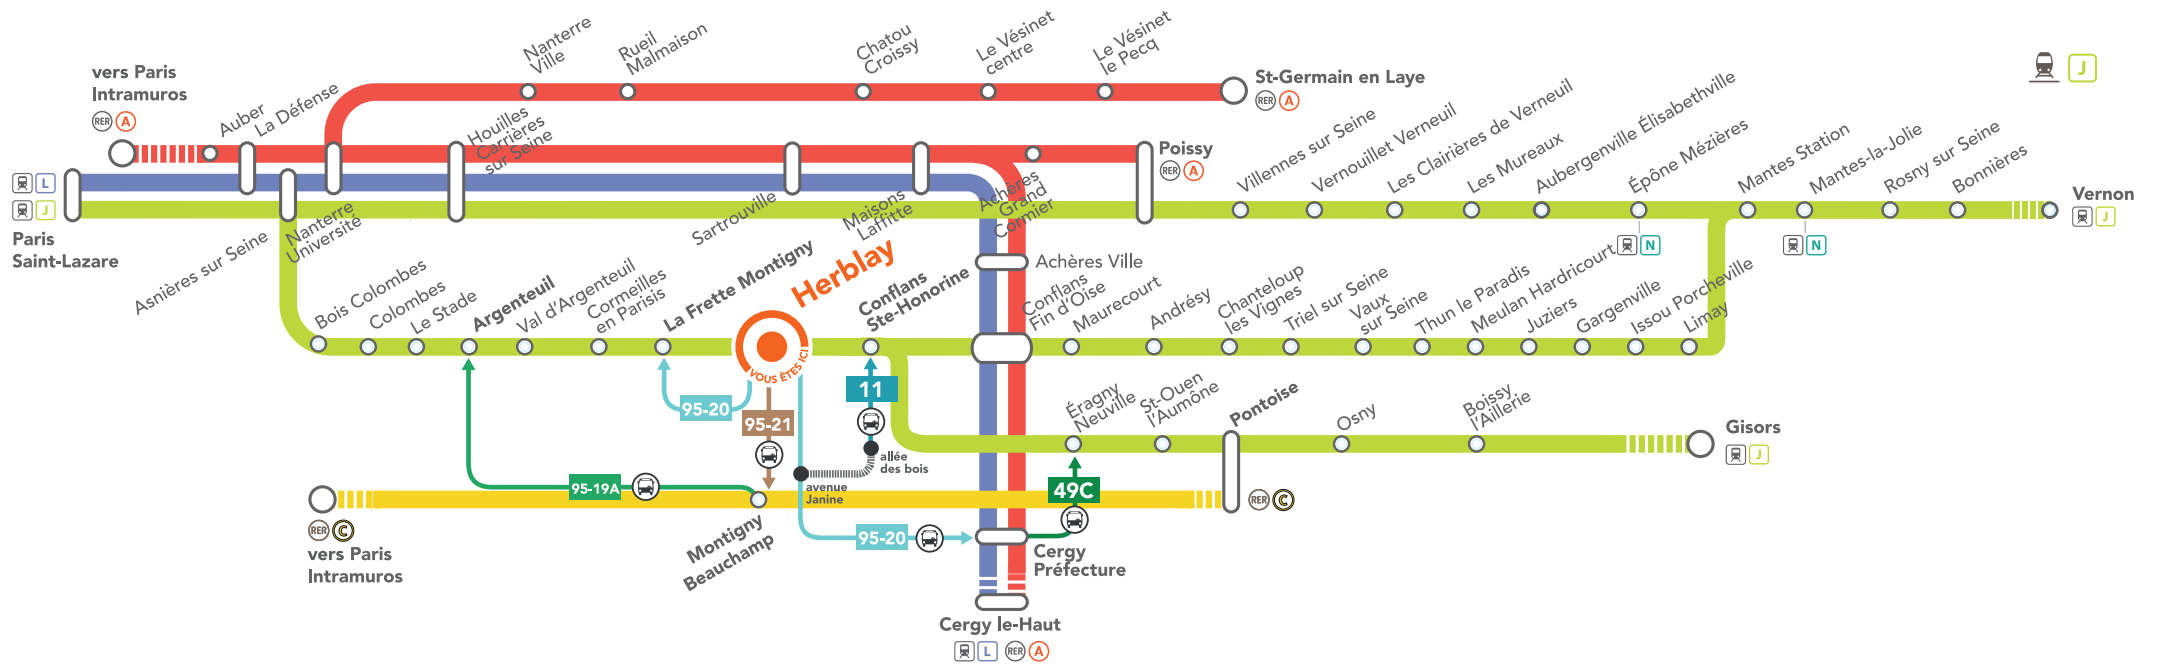 Nanterre
Ville
Rueil
Malmaison
Chatou
Croissy
Le Vésinet
centre
Le Vésinet
le Pecq
St-Germain en Laye
RER A
J
vers Paris
Intramuros
RER A
Auber
La Défense
Houilles
Carrières
sur Seine
Poissy
RER A
L
J
Paris
Saint-Lazare
Asnières sur Seine
Nanterre
Université
Sartrouville
Maisons
Laffitte
Achères
Grand
Cormier
Villennes sur Seine
Vernouillet Verneuil
Les Clairières de Verneuil
Les Mureaux
Aubergenville Élisabethville
Épône Mézières
N
Mantes Station
Mantes-la-Jolie
N
Rosny sur Seine
Bonnières
Vernon
J
Achères Ville
Bois Colombes
Colombes
Le Stade
Argenteuil
Val d'Argenteuil
Cormeilles
en Parisis
La Frette Montigny
Herblay
VOUS ÊTES ICI
Conflans
Ste-Honorine
Conflans
Fin d'Oise
Maurecourt
Andrésy
Chanteloup
les Vignes
Triel sur Seine
Vaux
sur Seine
Thun le Paradis
Meulan Hardricourt
Juziers
Gargenville
Issou Porcheville
Limay
95-20
95-21
11
allée
des bois
avenue
Janine
Éragny
Neuville
St-Ouen
l'Aumône
Pontoise
Osny
Boissy
l'Aillerie
Gisors
J
95-19A
49C
RER C
RER C
vers Paris
Intramuros
Montigny
Beauchamp
95-20
Cergy
Préfecture
Cergy le-Haut
L RER A